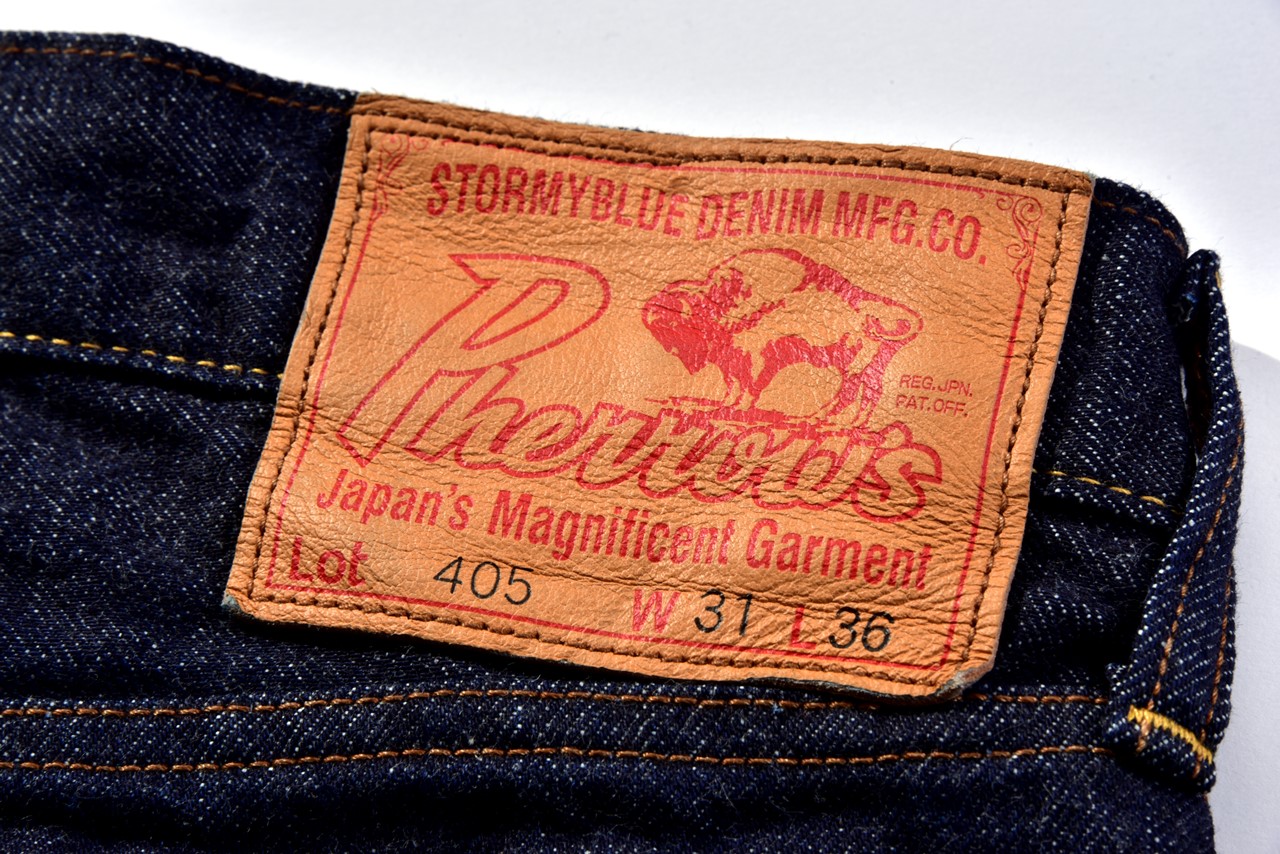 STORMYBLUE DENIM MFG.CO.
Pherrow's
REG.JPN.
PAT.OFF.
Japan's Magnificent Garment
Lot 405 W 31 L 36